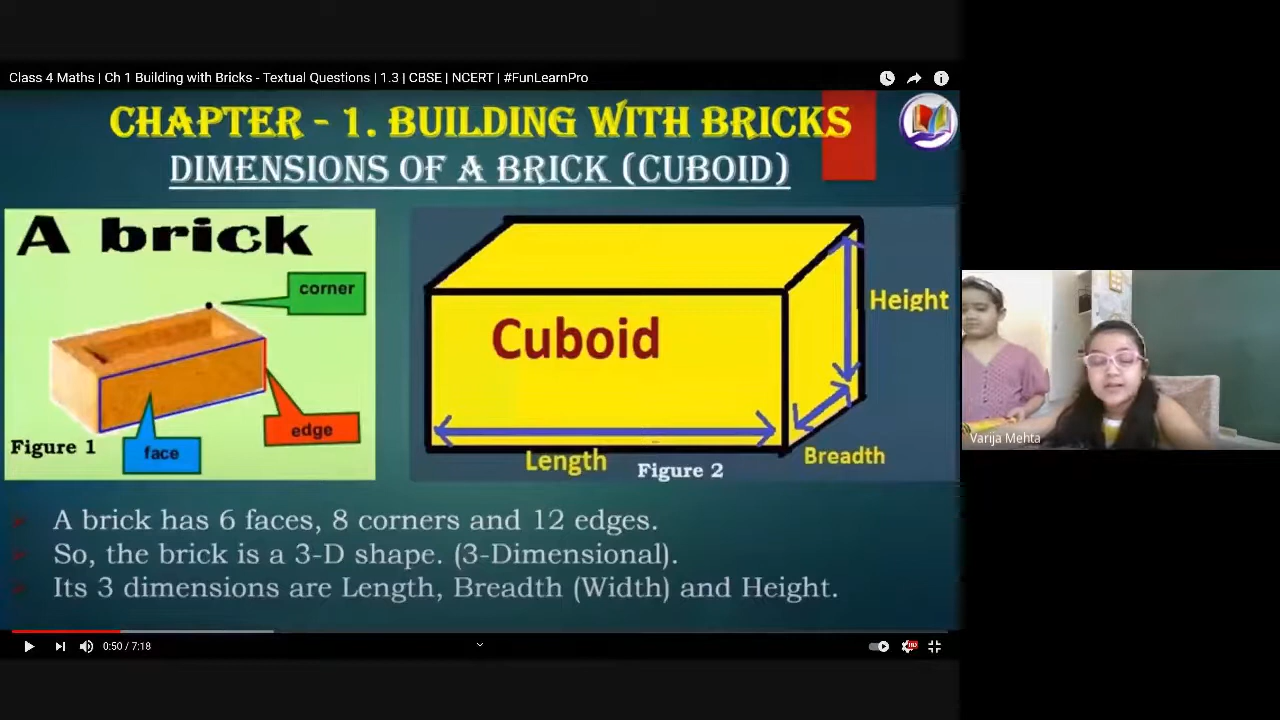 Class 4 Maths | Ch 1 Building with Bricks - Textual Questions | 1.3 | CBSE | NCERT | #FunLearnPro
CHAPTER - 1. BUILDING WITH BRICKS
DIMENSIONS OF A BRICK (CUBOID)
A brick
corner
edge
face
Figure 1
Cuboid
Height
Length
Breadth
Figure 2
A brick has 6 faces, 8 corners and 12 edges.
So, the brick is a 3-D shape. (3-Dimensional).
Its 3 dimensions are Length, Breadth (Width) and Height.
0:50 / 7:18
Varija Mehta